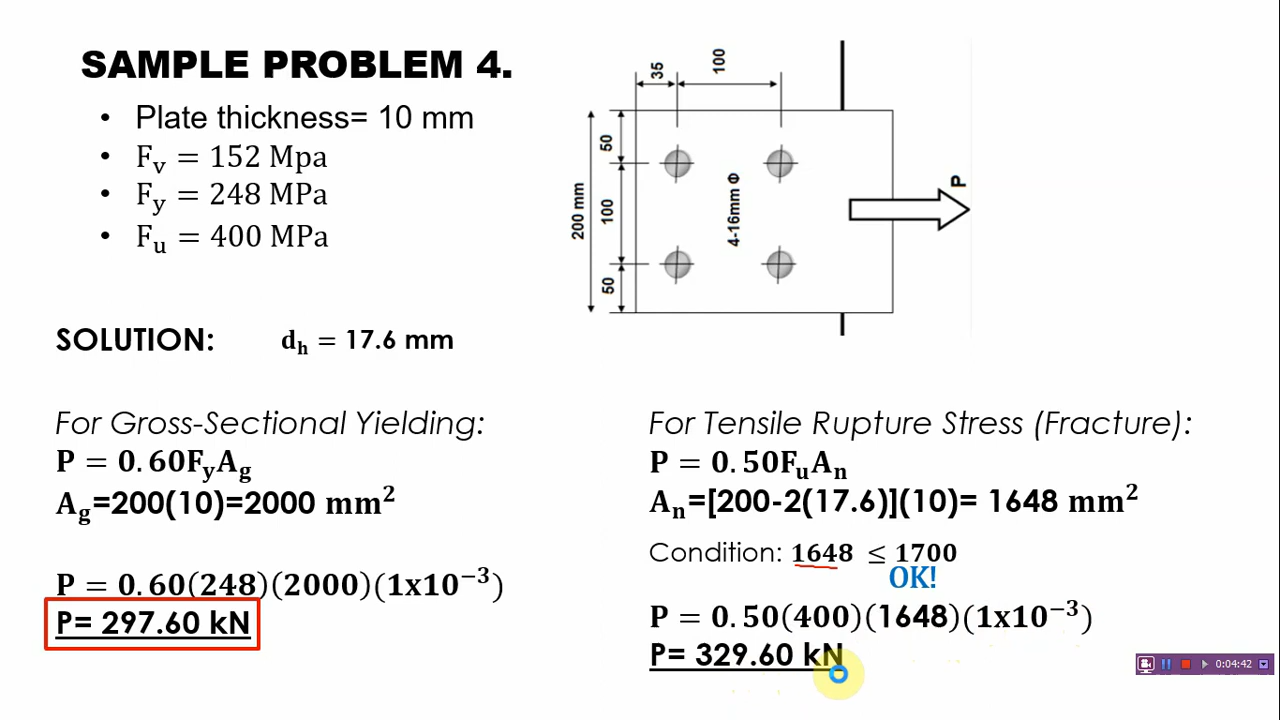 SAMPLE PROBLEM 4.
• Plate thickness= 10 mm
• Fᵥ = 152 Mpa
• F_y = 248 MPa
• Fᵤ = 400 MPa
35
100
50
100
50
200 mm
4-16mm Φ
P
SOLUTION: d_h = 17.6 mm
For Gross-Sectional Yielding:
P = 0.60F_yA_g
A_g=200(10)=2000 mm²
P = 0.60(248)(2000)(1x10⁻³)
P= 297.60 kN
For Tensile Rupture Stress (Fracture):
P = 0.50FᵤAₙ
Aₙ=[200-2(17.6)](10)= 1648 mm²
Condition: 1648 ≤ 1700
OK!
P = 0.50(400)(1648)(1x10⁻³)
P= 329.60 kN
0:04:42